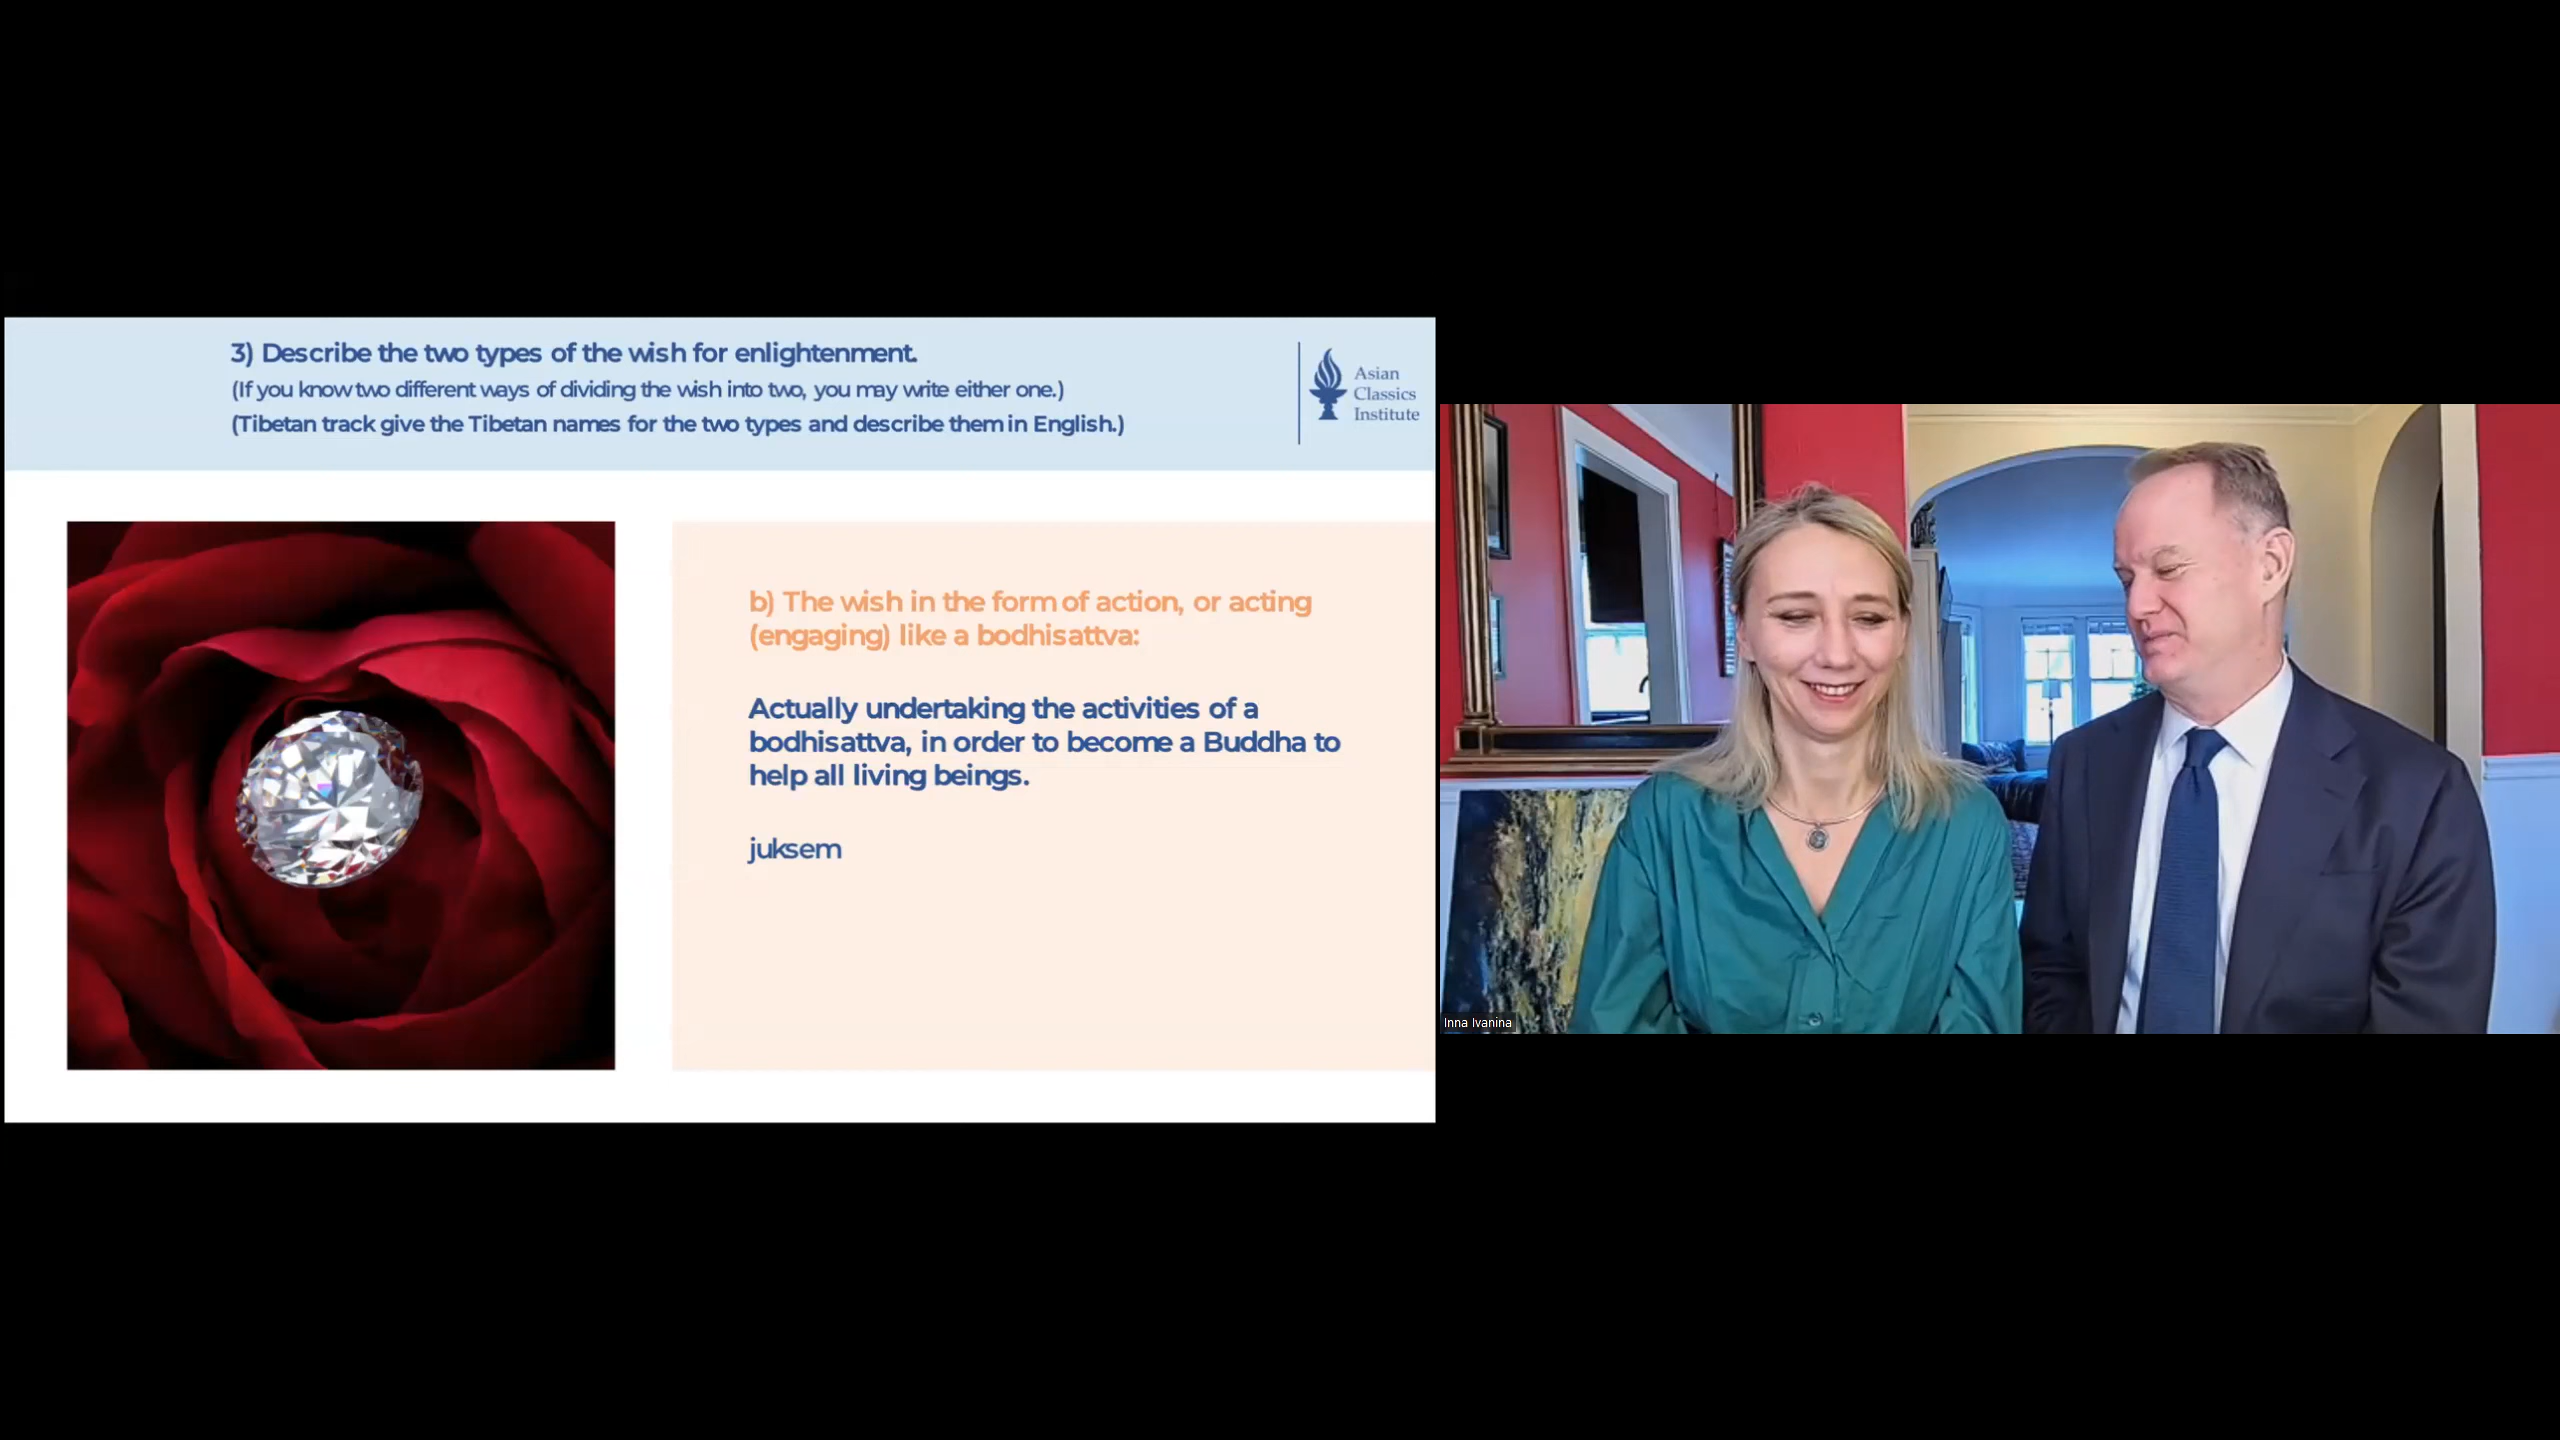 3) Describe the two types of the wish for enlightenment.
(If you know two different ways of dividing the wish into two, you may write either one.)
(Tibetan track give the Tibetan names for the two types and describe them in English.)
Asian
Classics
Institute
b) The wish in the form of action, or acting
(engaging) like a bodhisattva:
Actually undertaking the activities of a
bodhisattva, in order to become a Buddha to
help all living beings.
juksem
Inna Ivanina